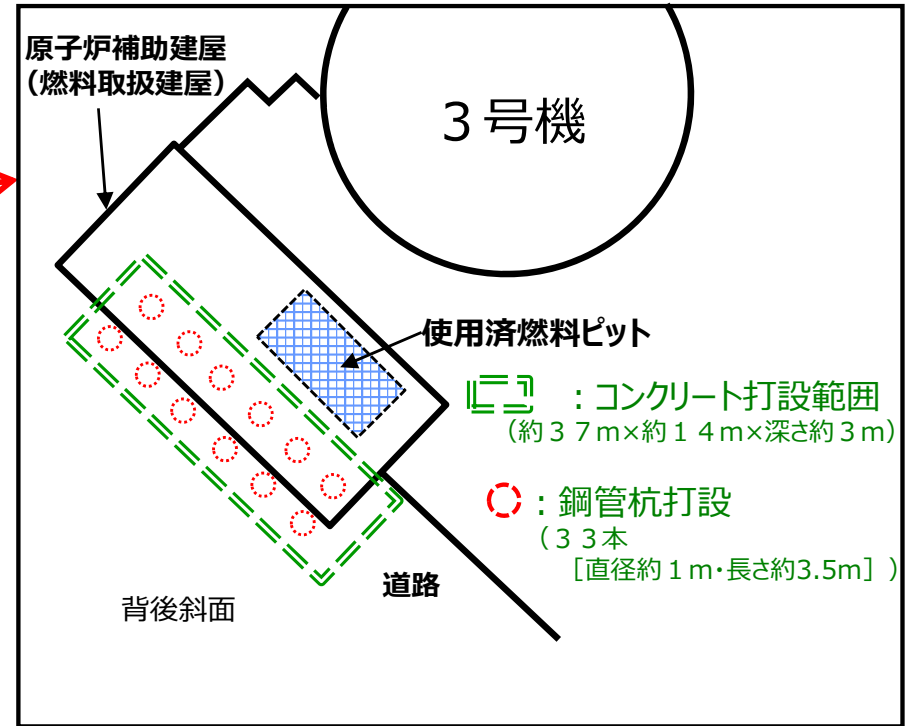 原子炉補助建屋
（燃料取扱建屋）
３号機
使用済燃料ピット
：コンクリート打設範囲
（約３７ｍ×約１４ｍ×深さ約３ｍ）
：鋼管杭打設
（３３本
［直径約１ｍ・長さ約3.5ｍ］）
道路
背後斜面